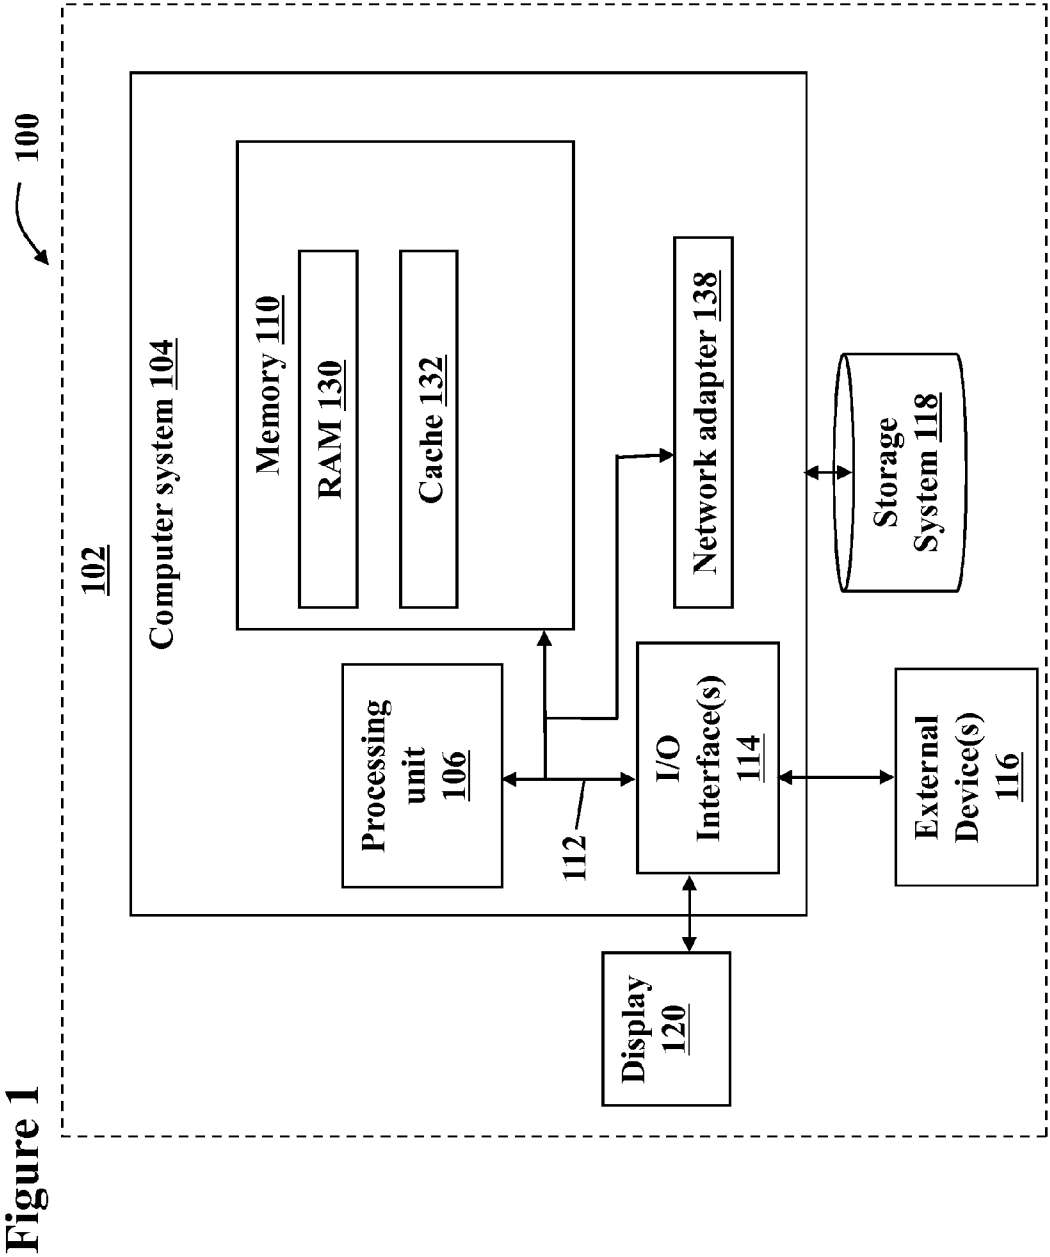 Figure 1
100
102
Computer system 104
Memory 110
RAM 130
Cache 132
Processing
unit
106
112
Network adapter 138
I/O
Interface(s)
114
Display
120
Storage
System 118
External
Device(s)
116